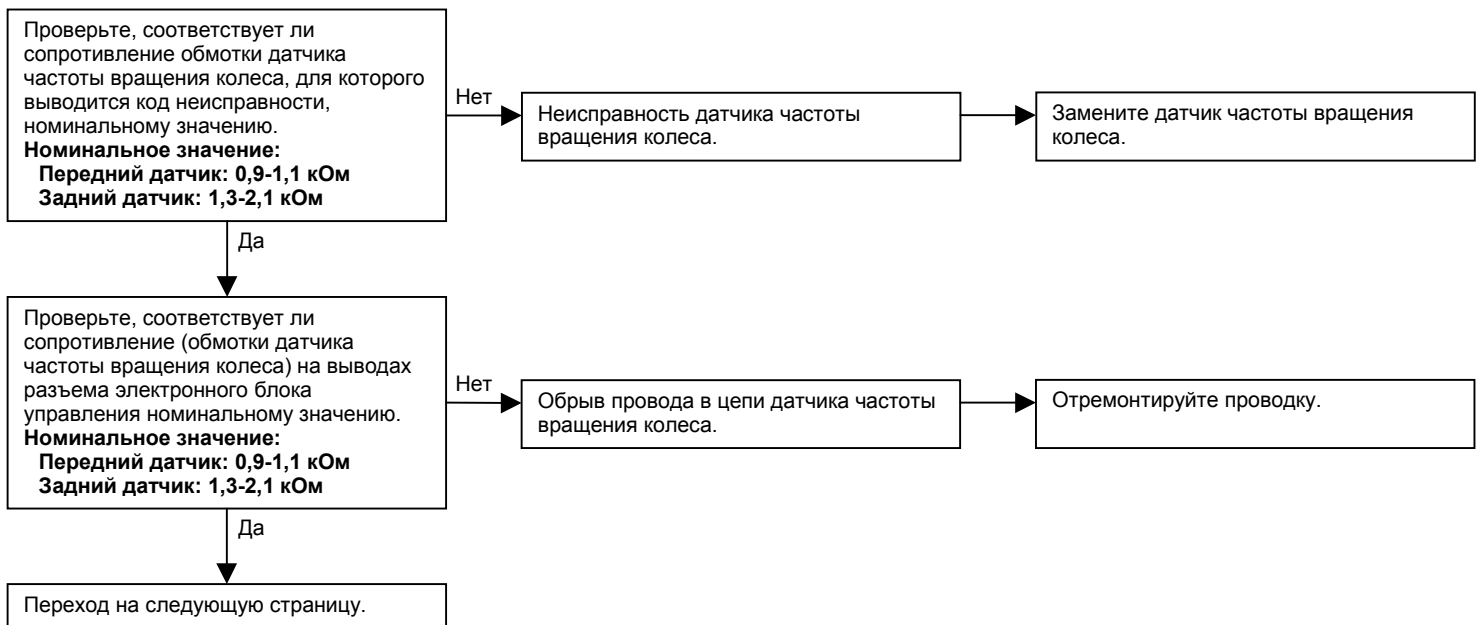 Проверьте, соответствует ли
сопротивление обмотки датчика
частоты вращения колеса, для которого
выводится код неисправности,
номинальному значению.
Номинальное значение:
Передний датчик: 0,9-1,1 кОм
Задний датчик: 1,3-2,1 кОм
Нет
Неисправность датчика частоты
вращения колеса.
Замените датчик частоты вращения
колеса.
Да
Проверьте, соответствует ли
сопротивление (обмотки датчика
частоты вращения колеса) на выводах
разъема электронного блока
управления номинальному значению.
Номинальное значение:
Передний датчик: 0,9-1,1 кОм
Задний датчик: 1,3-2,1 кОм
Нет
Обрыв провода в цепи датчика частоты
вращения колеса.
Отремонтируйте проводку.
Да
Переход на следующую страницу.